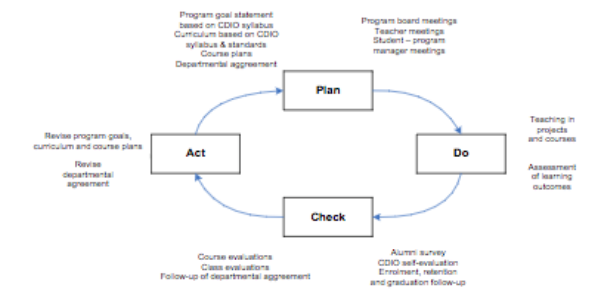 Program goal statement
based on CDIO syllabus
Curriculum based on CDIO
syllabus & standards
Course plans
Departmental aggreement
Program board meetings
Teacher meetings
Student – program
manager meetings
Plan
Teaching in
projects
and courses
Assessment
of learning
outcomes
Do
Revise program goals,
curriculum and course plans
Revise
departmental
agreement
Act
Check
Course evaluations
Class evaluations
Follow-up of departmental aggreement
Alumni survey
CDIO self-evaluation
Enrolment, retention
and graduation follow-up